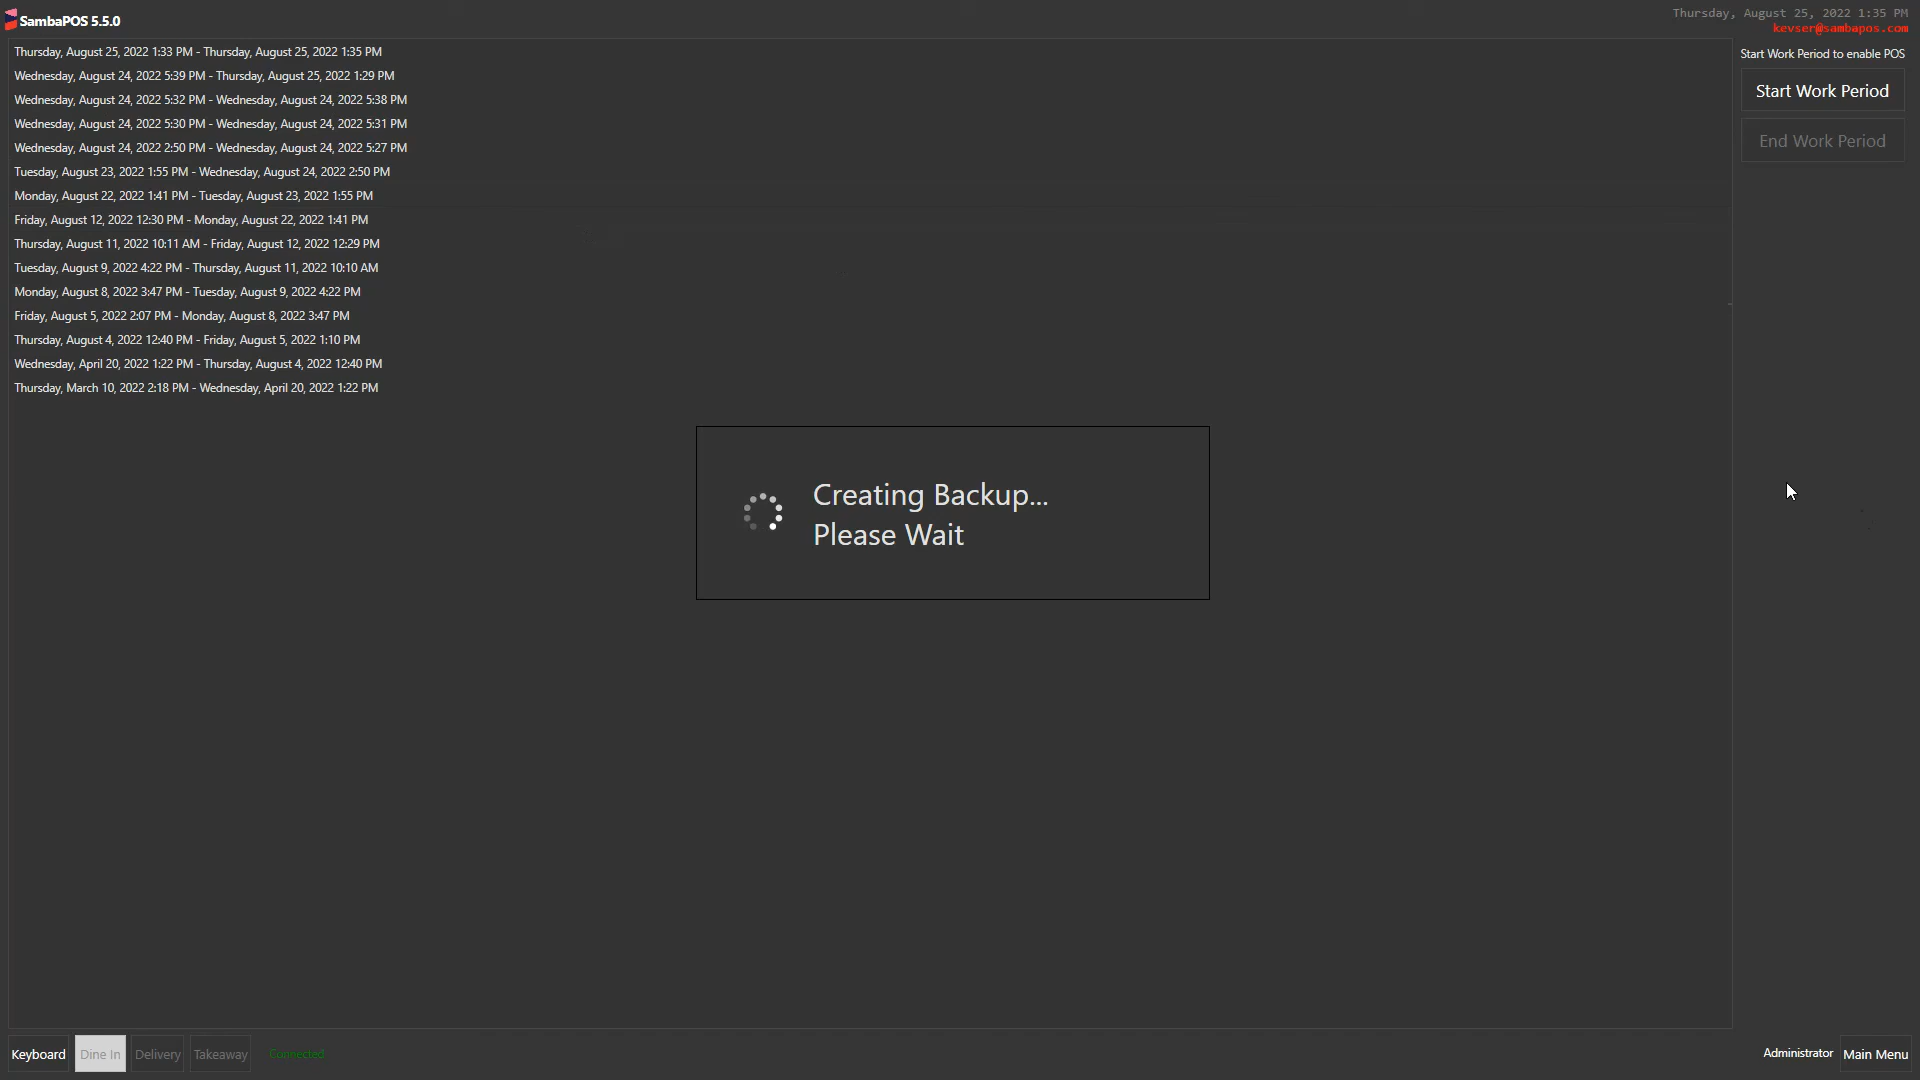 SambaPOS 5.5.0
Thursday, August 25, 2022 1:35 PM
kevser@sambapos.com
Thursday, August 25, 2022 1:33 PM - Thursday, August 25, 2022 1:35 PM
Wednesday, August 24, 2022 5:39 PM - Thursday, August 25, 2022 1:29 PM
Wednesday, August 24, 2022 5:32 PM - Wednesday, August 24, 2022 5:38 PM
Wednesday, August 24, 2022 5:30 PM - Wednesday, August 24, 2022 5:31 PM
Wednesday, August 24, 2022 2:50 PM - Wednesday, August 24, 2022 5:27 PM
Tuesday, August 23, 2022 1:55 PM - Wednesday, August 24, 2022 2:50 PM
Monday, August 22, 2022 1:41 PM - Tuesday, August 23, 2022 1:55 PM
Friday, August 12, 2022 12:30 PM - Monday, August 22, 2022 1:41 PM
Thursday, August 11, 2022 10:11 AM - Friday, August 12, 2022 12:29 PM
Tuesday, August 9, 2022 4:22 PM - Thursday, August 11, 2022 10:10 AM
Monday, August 8, 2022 3:47 PM - Tuesday, August 9, 2022 4:22 PM
Friday, August 5, 2022 2:07 PM - Monday, August 8, 2022 3:47 PM
Thursday, August 4, 2022 12:40 PM - Friday, August 5, 2022 1:10 PM
Wednesday, April 20, 2022 1:22 PM - Thursday, August 4, 2022 12:40 PM
Thursday, March 10, 2022 2:18 PM - Wednesday, April 20, 2022 1:22 PM
Start Work Period to enable POS
Start Work Period
End Work Period
Creating Backup...
Please Wait
Keyboard
Dine In
Delivery
Takeaway
Connected
Administrator
Main Menu